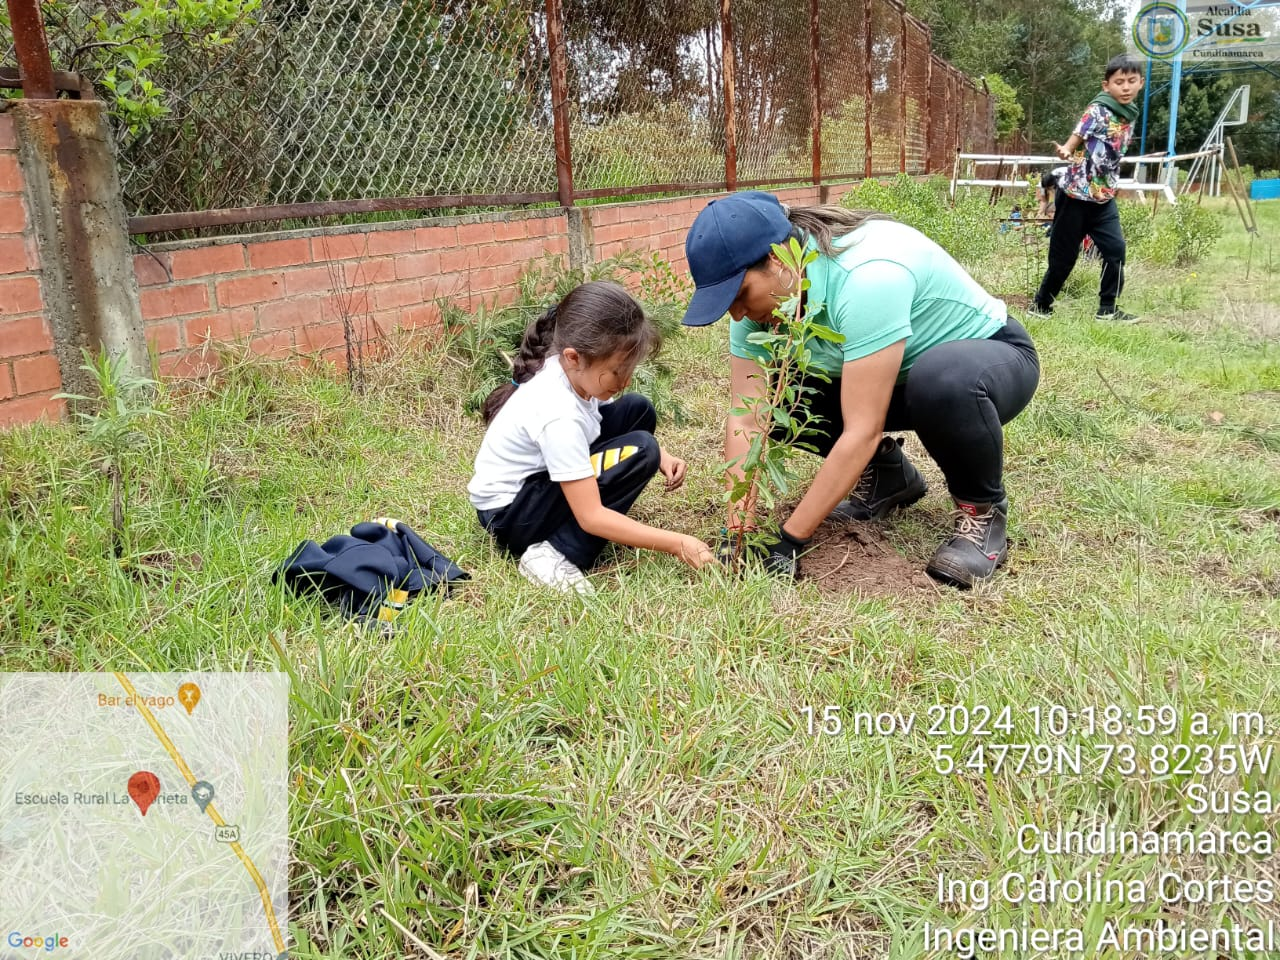 Alcaldía
Susa
Cundinamarca
Bar el vago
Escuela Rural La
rieta
45A
Google
VIVERO
15 nov 2024 10:18:59 a. m.
5.4779N 73.8235W
Susa
Cundinamarca
Ing Carolina Cortes
Ingeniera Ambiental